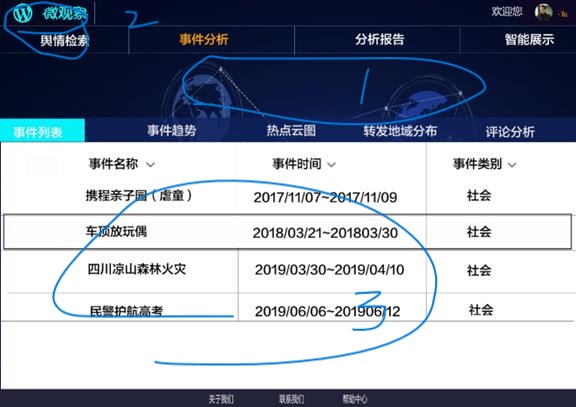 微观察 2 欢迎您
舆情检索 事件分析 分析报告 智能展示
1
事件列表 事件趋势 热点云图 转发地域分布 评论分析
事件名称 事件时间 事件类别
携程亲子园(虐童) 2017/11/07~2017/11/09 社会
车顶放玩偶 2018/03/21~201803/30 社会
四川凉山森林火灾 2019/03/30~2019/04/10 社会
民警护航高考 2019/06/06~201906/12 社会
3
关于我们 联系我们 帮助中心